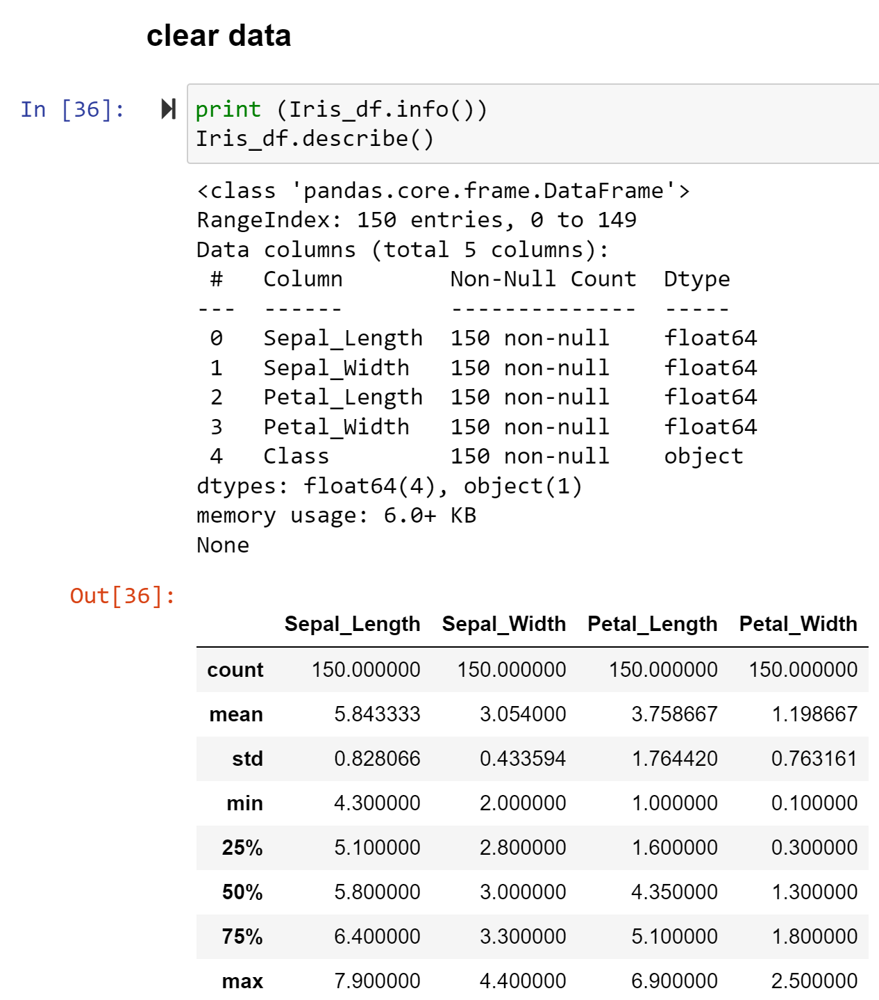 clear data
In [36]:
print (Iris_df.info())
Iris_df.describe()
<class 'pandas.core.frame.DataFrame'>
RangeIndex: 150 entries, 0 to 149
Data columns (total 5 columns):
 #   Column        Non-Null Count  Dtype
---  ------        --------------  -----
 0   Sepal_Length  150 non-null    float64
 1   Sepal_Width   150 non-null    float64
 2   Petal_Length  150 non-null    float64
 3   Petal_Width   150 non-null    float64
 4   Class         150 non-null    object
dtypes: float64(4), object(1)
memory usage: 6.0+ KB
None
Out[36]:
Sepal_Length Sepal_Width Petal_Length Petal_Width
count 150.000000 150.000000 150.000000 150.000000
mean 5.843333 3.054000 3.758667 1.198667
std 0.828066 0.433594 1.764420 0.763161
min 4.300000 2.000000 1.000000 0.100000
25% 5.100000 2.800000 1.600000 0.300000
50% 5.800000 3.000000 4.350000 1.300000
75% 6.400000 3.300000 5.100000 1.800000
max 7.900000 4.400000 6.900000 2.500000